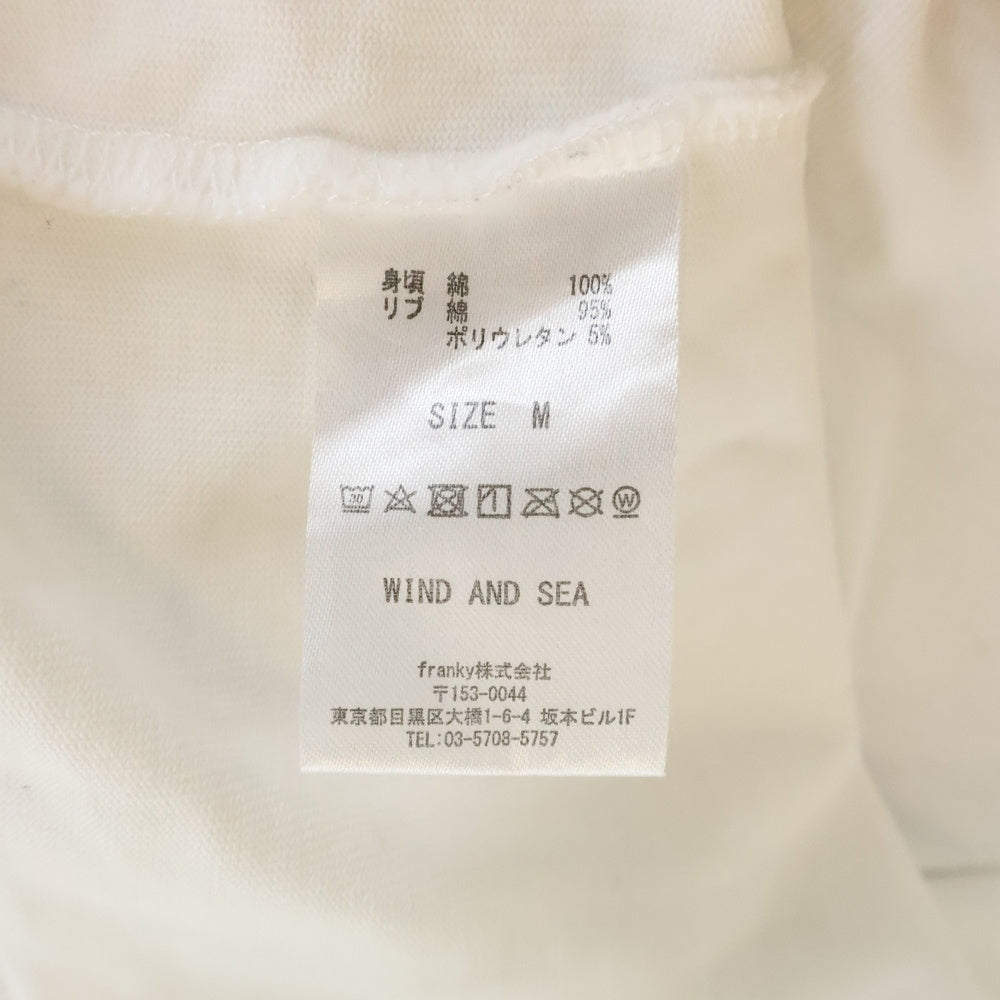 身頃 綿 100%
リブ 綿 95%
ポリウレタン 5%
SIZE M
30
W
WIND AND SEA
franky株式会社
〒153-0044
東京都目黒区大橋1-6-4 坂本ビル1F
TEL:03-5708-5757